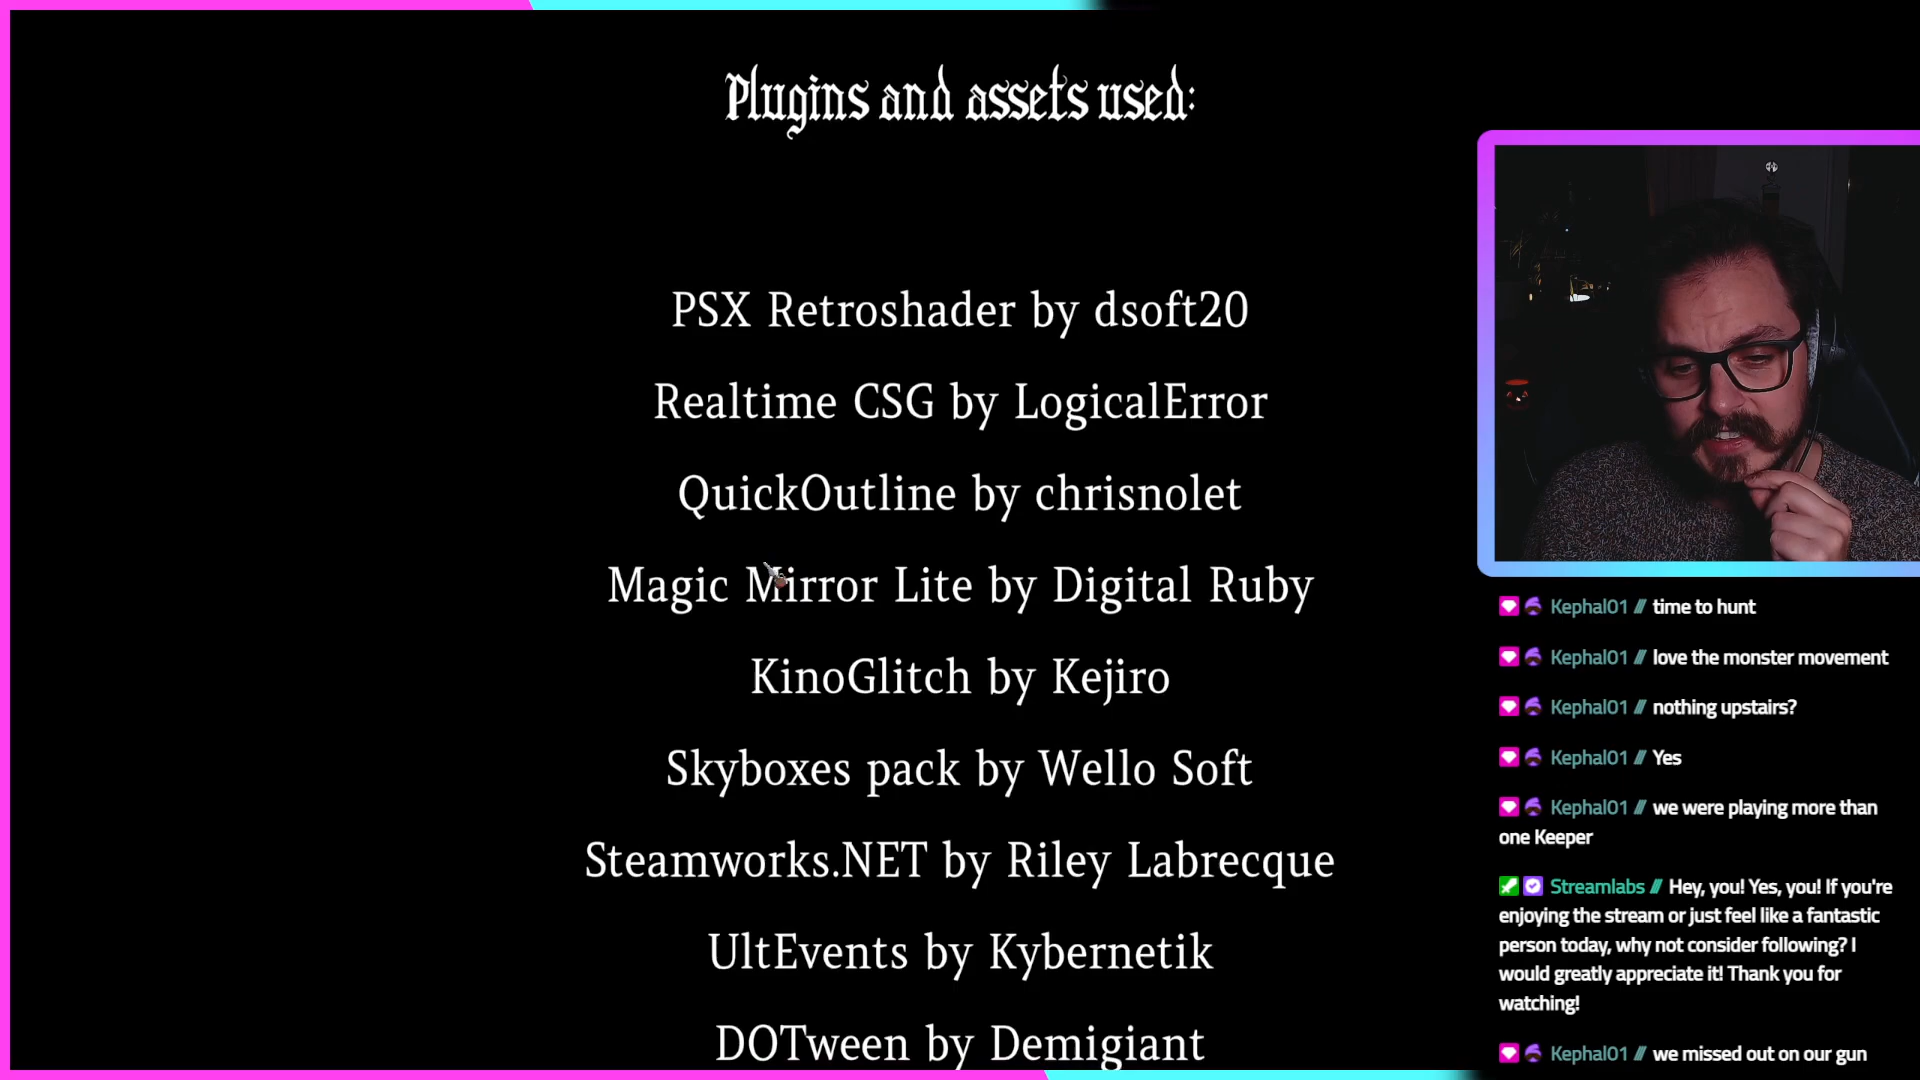 Plugins and assets used:
PSX Retroshader by dsoft20
Realtime CSG by LogicalError
QuickOutline by chrisnolet
Magic Mirror Lite by Digital Ruby
KinoGlitch by Kejiro
Skyboxes pack by Wello Soft
Steamworks.NET by Riley Labrecque
UltEvents by Kybernetik
DOTween by Demigiant
Kephal01 // time to hunt
Kephal01 // love the monster movement
Kephal01 // nothing upstairs?
Kephal01 // Yes
Kephal01 // we were playing more than
one Keeper
Streamlabs // Hey, you! Yes, you! If you're
enjoying the stream or just feel like a fantastic
person today, why not consider following? I
would greatly appreciate it! Thank you for
watching!
Kephal01 // we missed out on our gun